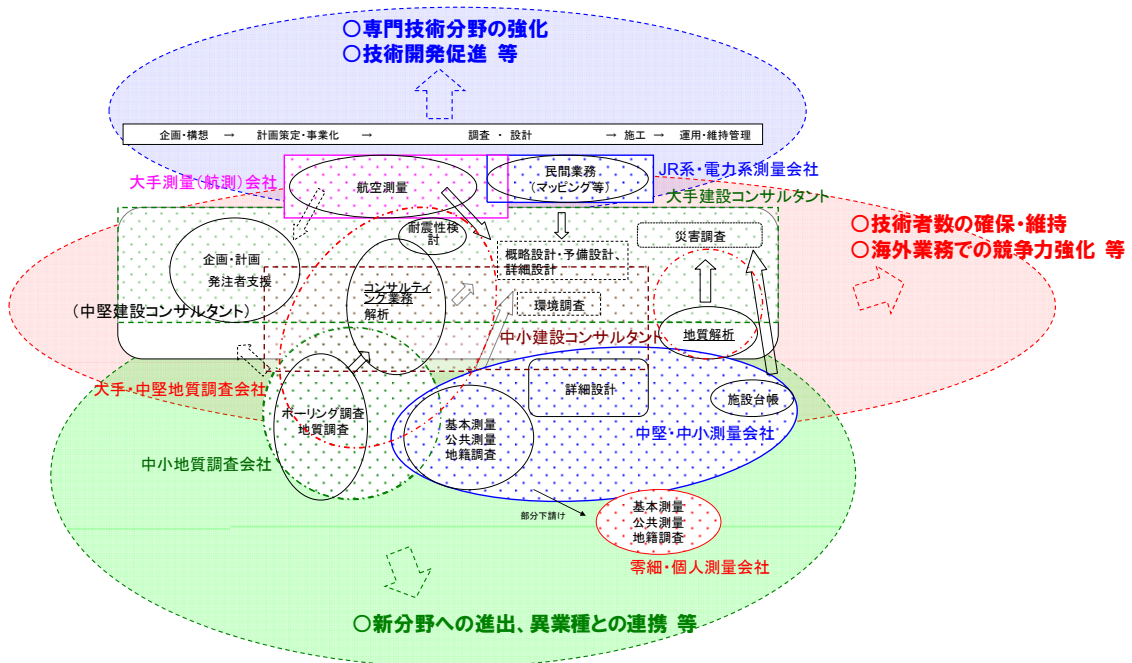 ○専門技術分野の強化
○技術開発促進 等
企画・構想 → 計画策定・事業化 → 調査 ・ 設計 → 施工 → 運用・維持管理
大手測量(航測)会社
航空測量
民間業務
(マッピング等)
JR系・電力系測量会社
大手建設コンサルタント
○技術者数の確保・維持
○海外業務での競争力強化 等
耐震性検
討
災害調査
企画・計画
発注者支援
概略設計・予備設計、
詳細設計
コンサルティ
ング業務
解析
環境調査
(中堅建設コンサルタント)
中小建設コンサルタント
地質解析
大手・中堅地質調査会社
詳細設計
施設台帳
ボーリング調査
地質調査
基本測量
公共測量
地籍調査
中堅・中小測量会社
中小地質調査会社
部分下請け
基本測量
公共測量
地籍調査
零細・個人測量会社
○新分野への進出、異業種との連携 等